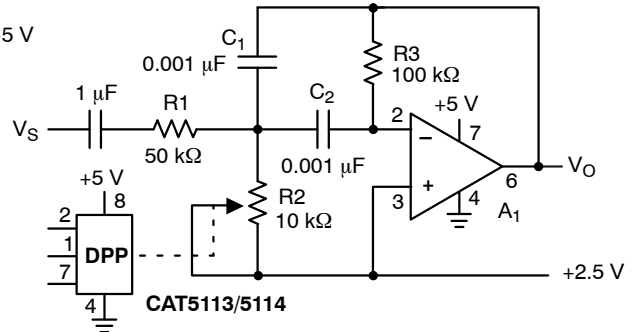 5 V
C1
0.001 μF
R3
100 kΩ
1 μF
R1
C2
+5 V
2
7
VS
50 kΩ
0.001 μF
–
+
6
VO
3
4
A1
+5 V
8
R2
10 kΩ
2
1
7
DPP
4
CAT5113/5114
+2.5 V